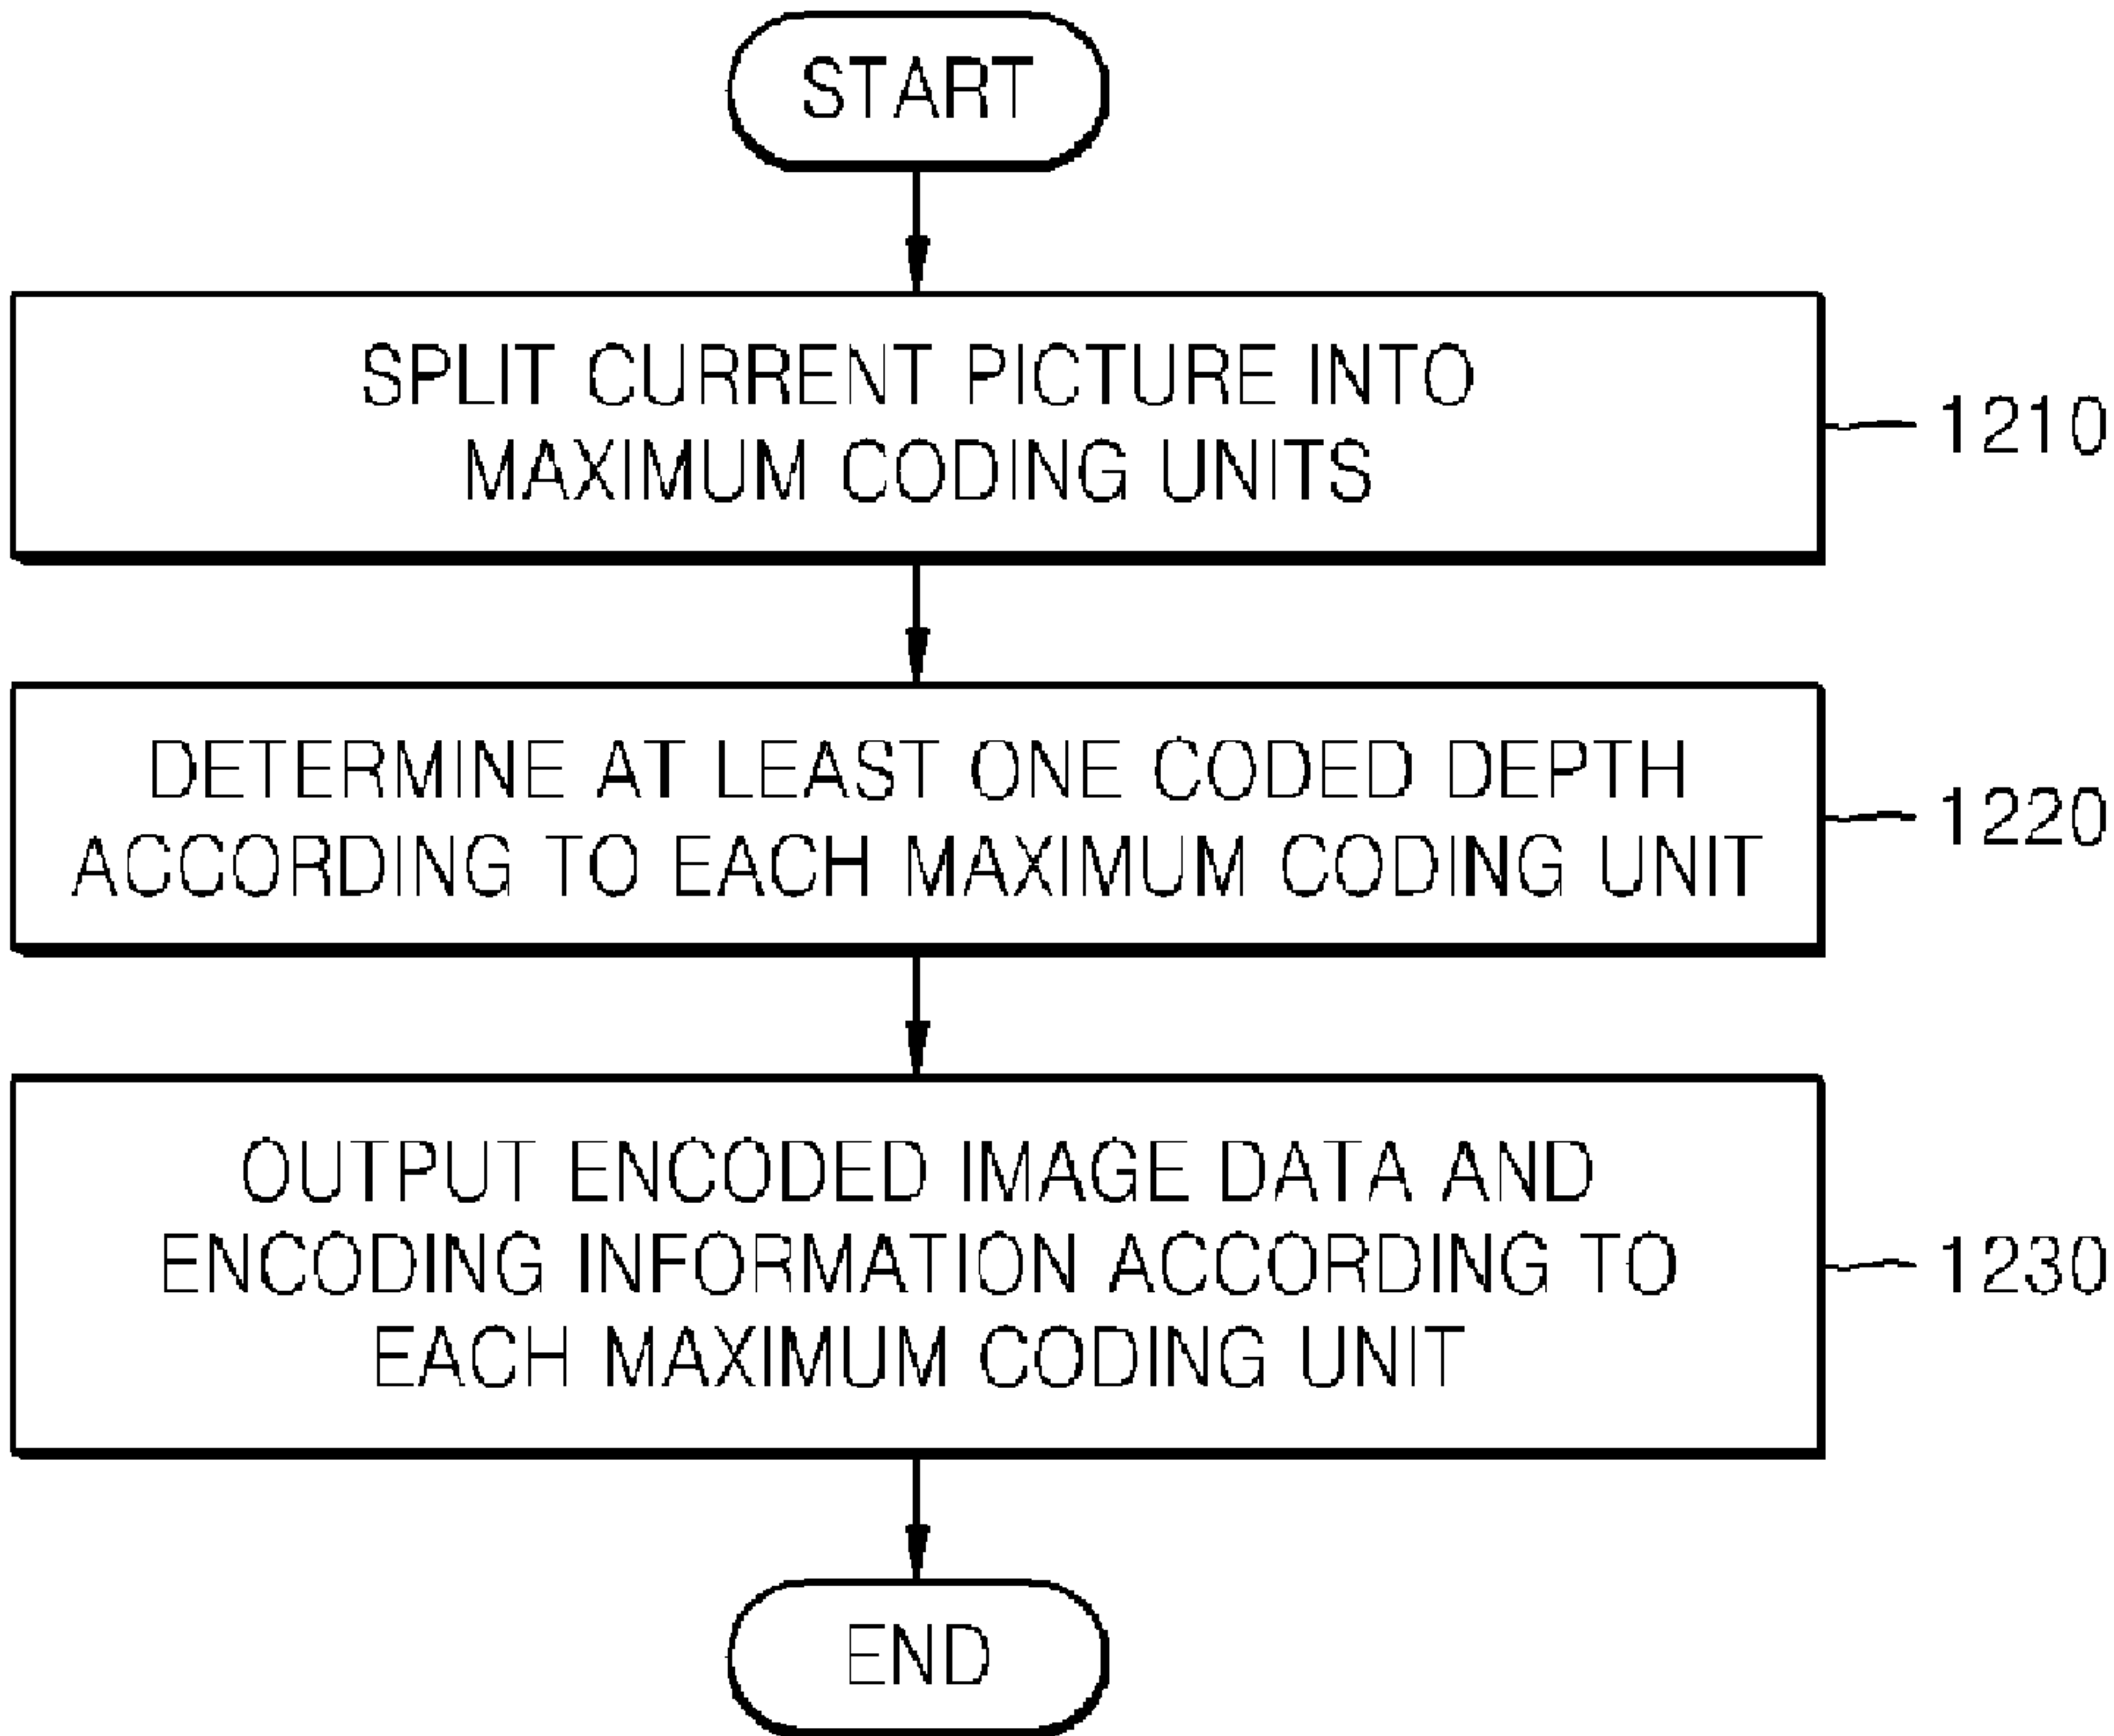 START
SPLIT CURRENT PICTURE INTO
MAXIMUM CODING UNITS
1210
DETERMINE AT LEAST ONE CODED DEPTH
ACCORDING TO EACH MAXIMUM CODING UNIT
1220
OUTPUT ENCODED IMAGE DATA AND
ENCODING INFORMATION ACCORDING TO
EACH MAXIMUM CODING UNIT
1230
END